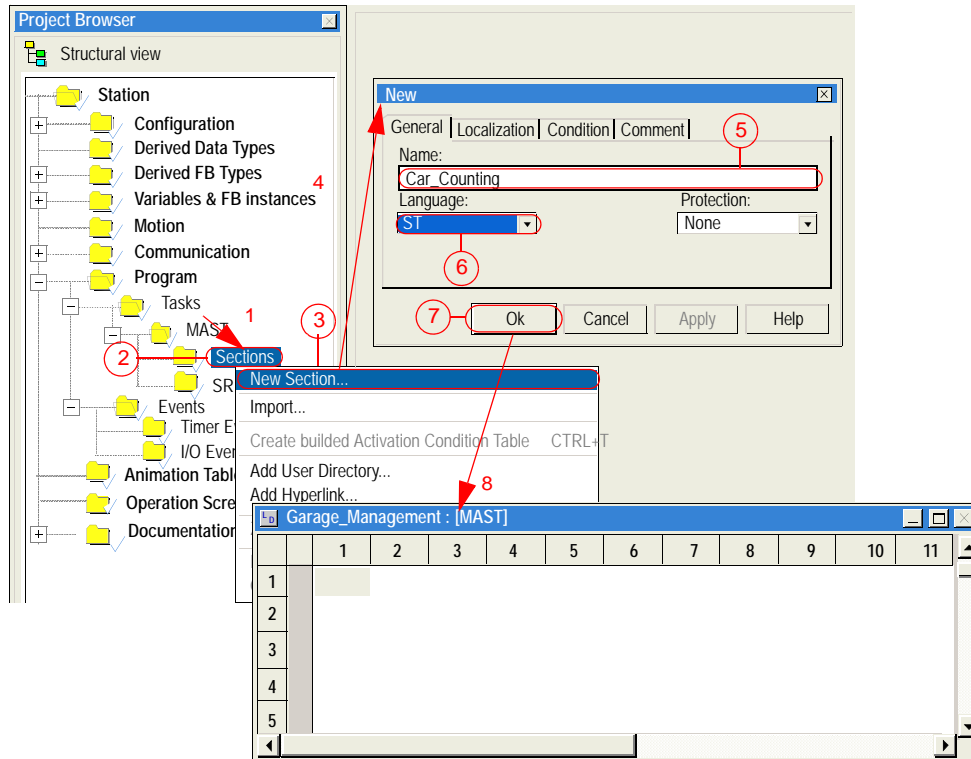 Project Browser
Structural view
Station
Configuration
Derived Data Types
Derived FB Types
4
Variables & FB instances
Motion
Communication
Program
Tasks
1
MAST
2
Sections
3
SR
Events
Timer E
I/O Ever
Animation Table
Operation Scre
Documentation
New Section...
Import...
Create builded Activation Condition Table CTRL+T
Add User Directory...
Add Hyperlink...
New
General Localization Condition Comment
5
Name:
Car_Counting
Language: Protection:
ST None
6
7
Ok Cancel Apply Help
8
LD Garage_Management : [MAST]
1 2 3 4 5 6 7 8 9 10 11
1
2
3
4
5